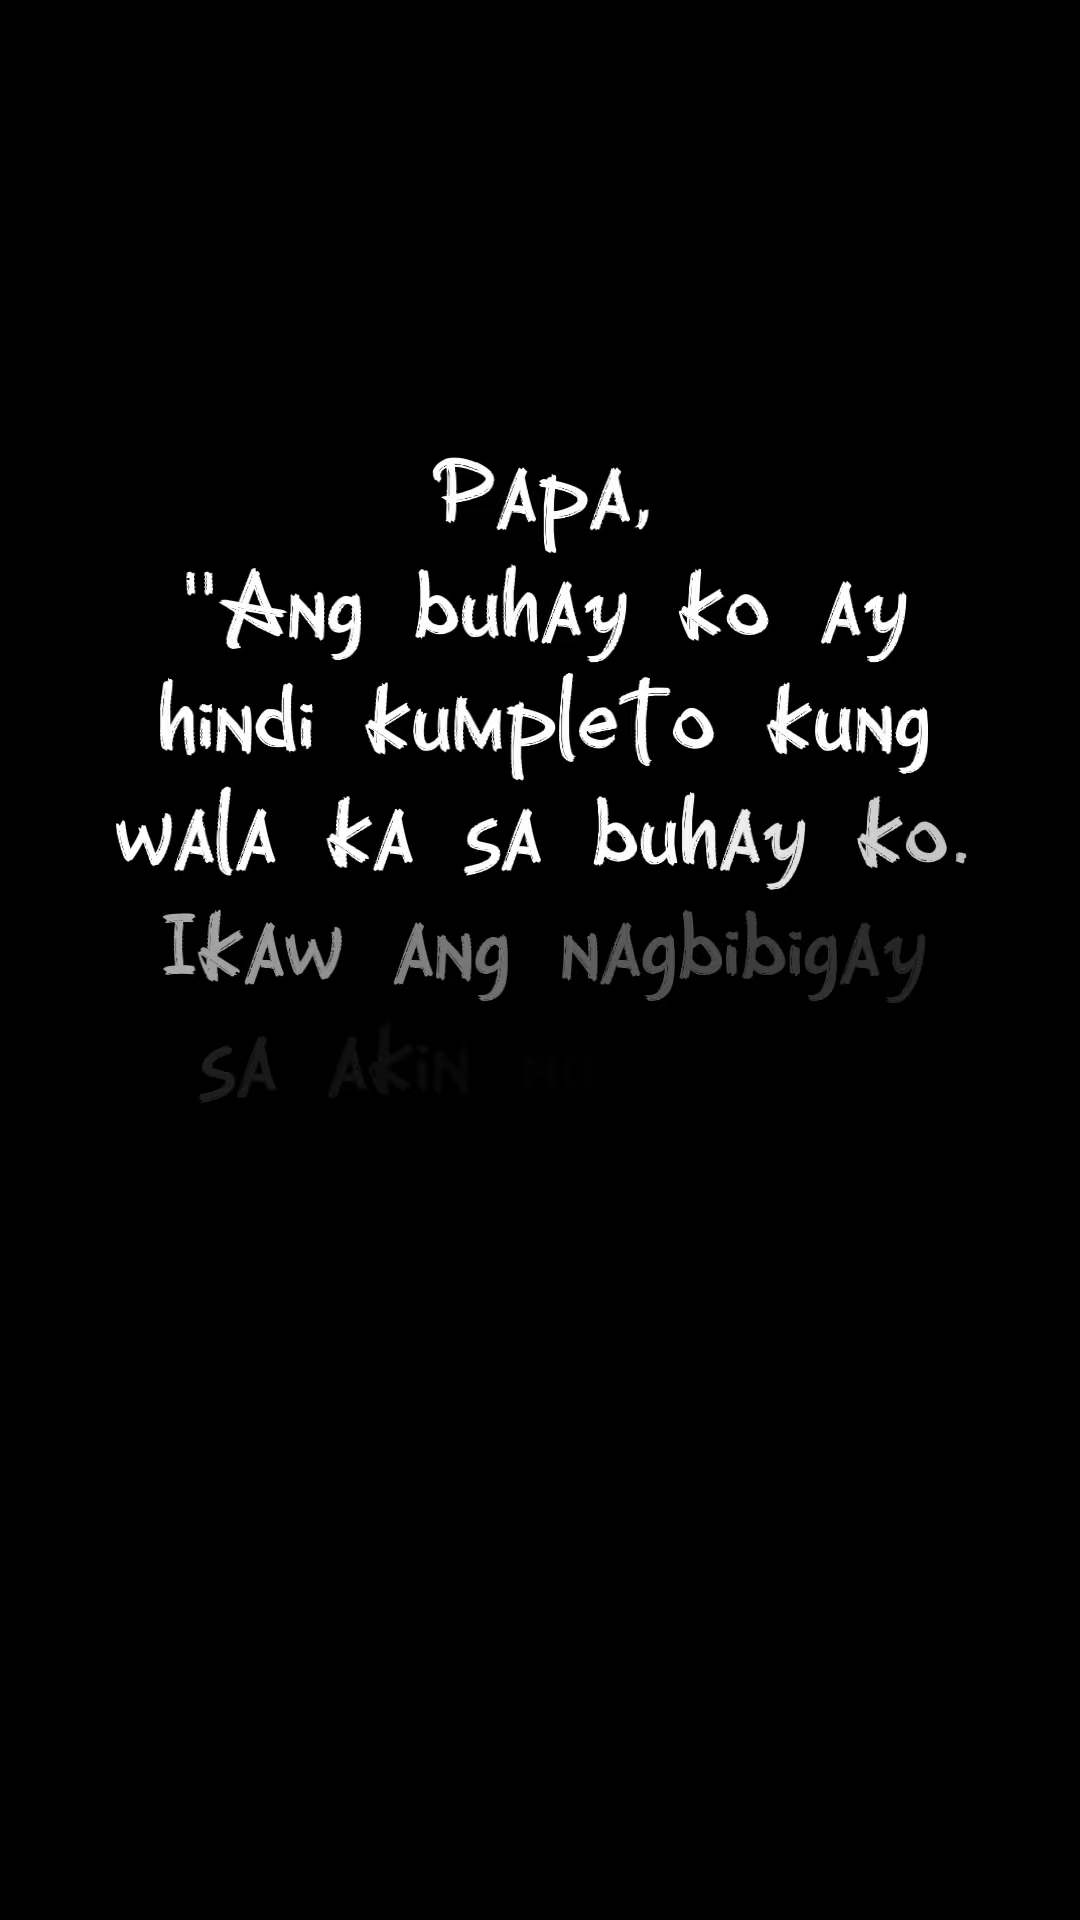 Papa,
"Ang buhay ko ay
hindi kumpleto kung
wala ka sa buhay ko.
Ikaw ang nagbibigay
sa akin